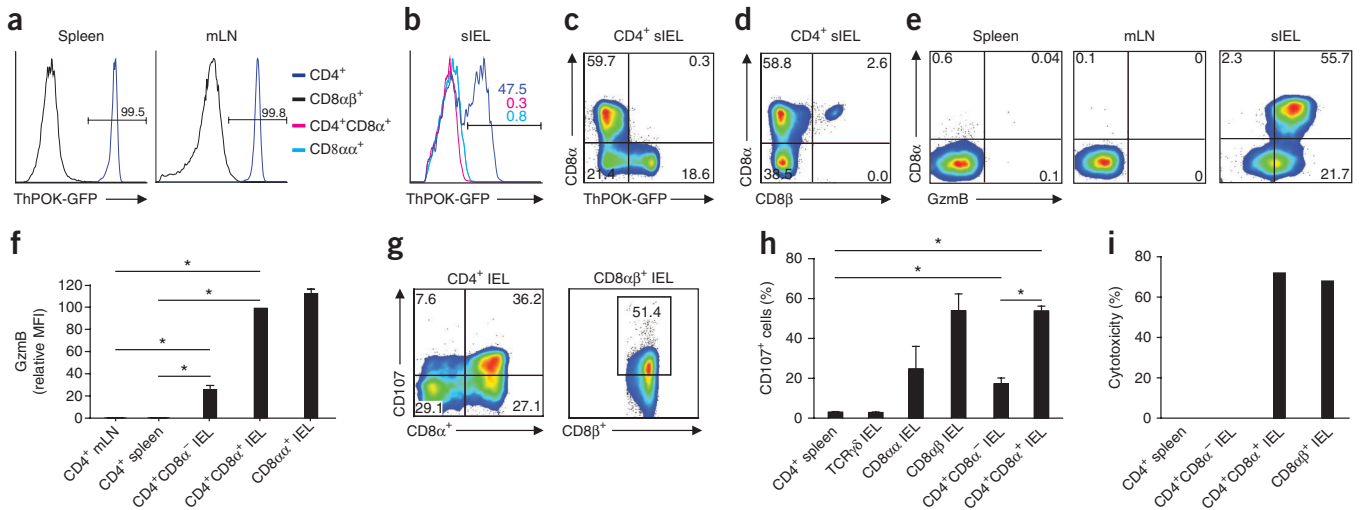 a
Spleen
mLN
99.5
99.8
ThPOK-GFP
CD4+
CD8αβ+
CD4+CD8α+
CD8αα+
b
sIEL
47.5
0.3
0.8
ThPOK-GFP
c
CD4+ sIEL
59.7
0.3
21.4
18.6
CD8α
ThPOK-GFP
d
CD4+ sIEL
58.8
2.6
38.5
0.0
CD8α
CD8β
e
Spleen
mLN
sIEL
0.6
0.04
0.1
0.1
0
0
2.3
55.7
21.7
CD8α
GzmB
f
GzmB
(relative MFI)
120
100
80
60
40
20
0
*
*
*
*
CD4+ mLN
CD4+ spleen
CD4+CD8α− IEL
CD4+CD8α+ IEL
CD8αα+ IEL
g
CD4+ IEL
CD8αβ+ IEL
7.6
36.2
29.1
27.1
51.4
CD107
CD8α+
CD8β+
h
CD107+ cells (%)
80
60
40
20
0
*
*
*
CD4+ spleen
TCRγδ IEL
CD8αα IEL
CD8αβ IEL
CD4+CD8α− IEL
CD4+CD8α+ IEL
i
Cytotoxicity (%)
80
60
40
20
0
CD4+ spleen
CD4+CD8α− IEL
CD4+CD8α+ IEL
CD8αβ+ IEL